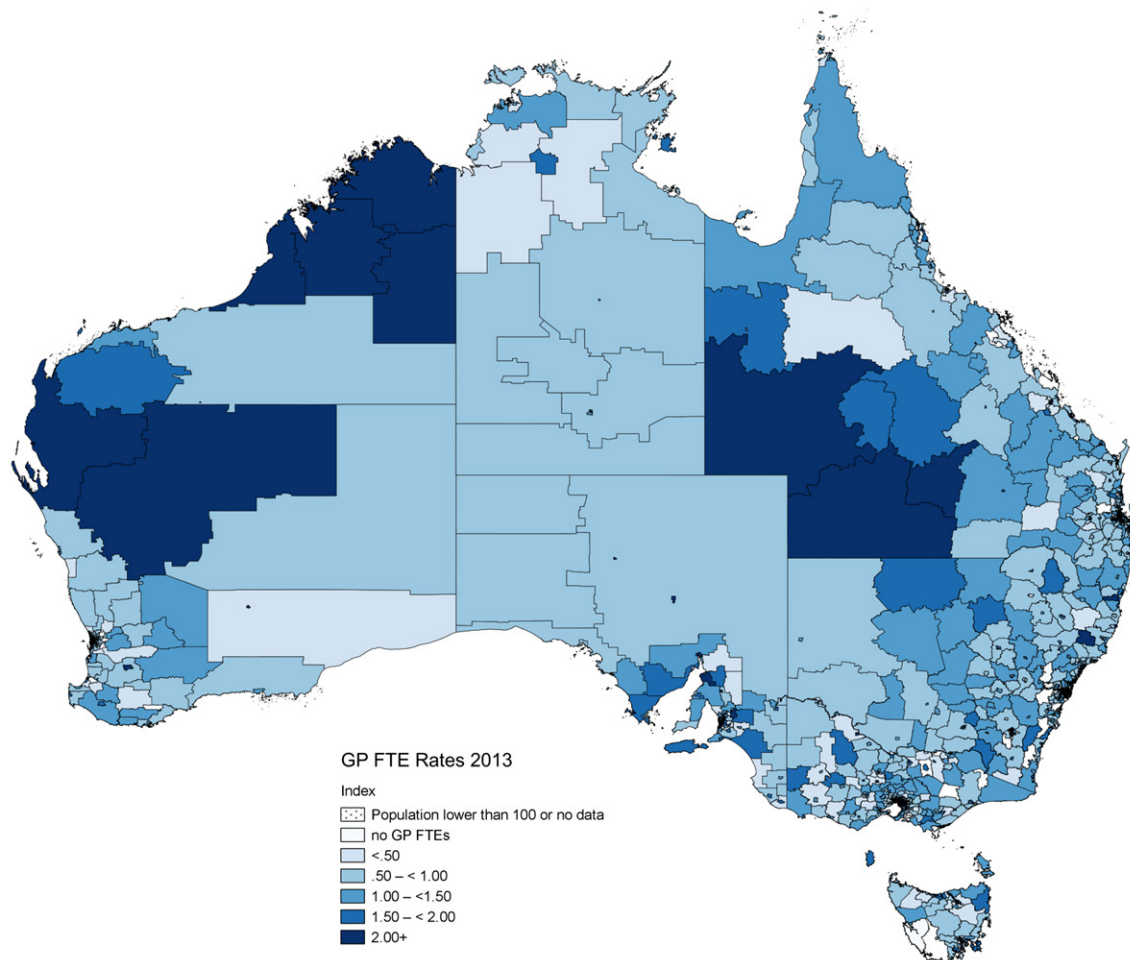 GP FTE Rates 2013
Index
Population lower than 100 or no data
no GP FTEs
<.50
.50 – < 1.00
1.00 – <1.50
1.50 – < 2.00
2.00+